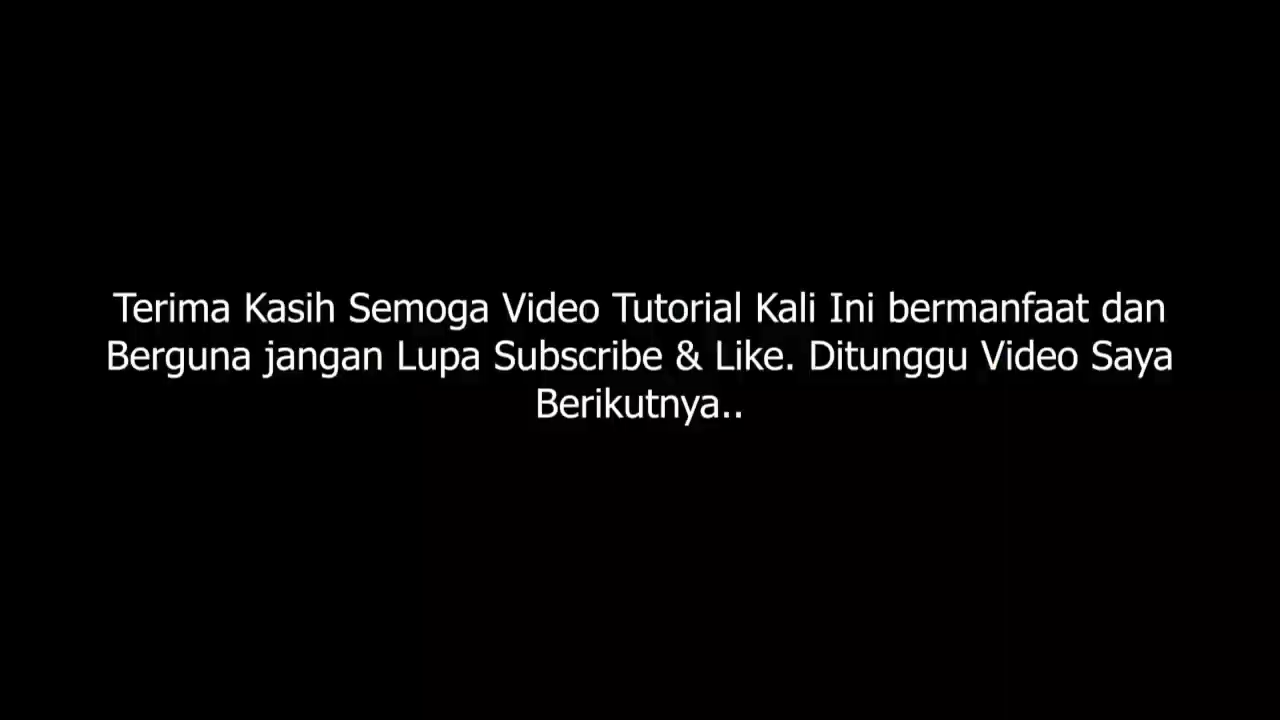 Terima Kasih Semoga Video Tutorial Kali Ini bermanfaat dan
Berguna jangan Lupa Subscribe & Like. Ditunggu Video Saya
Berikutnya..